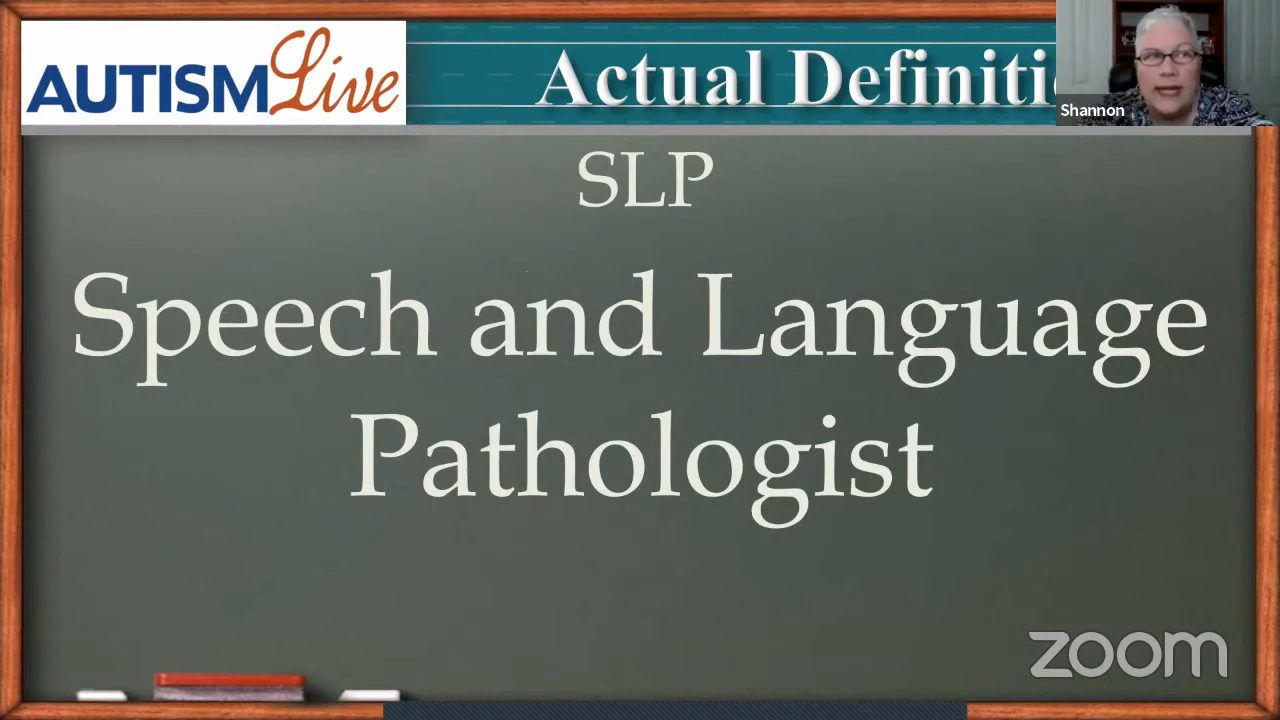 AUTISM Live
Actual Definiti
Shannon
SLP
Speech and Language
Pathologist
zoom